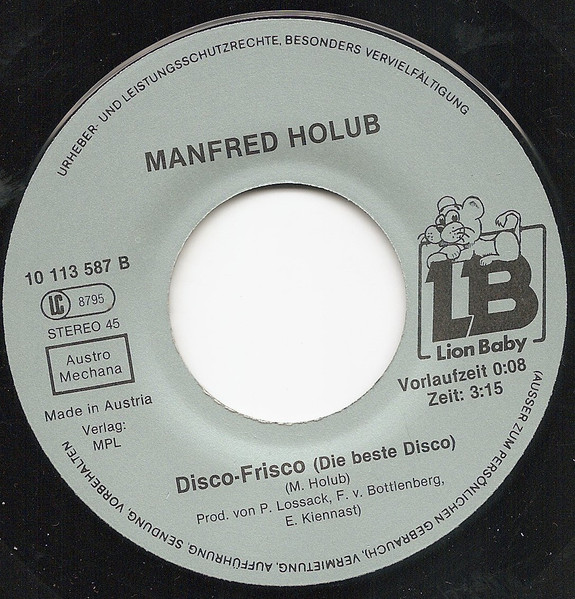 URHEBER- UND LEISTUNGSSCHUTZRECHTE, BESONDERS VERVIELFÄLTIGUNG
MANFRED HOLUB
10 113 587 B
LC 8795
STEREO 45
Austro
Mechana
Made in Austria
Verlag:
MPL
LB
Lion Baby
Vorlaufzeit 0:08
Zeit: 3:15
Disco-Frisco (Die beste Disco)
(M. Holub)
Prod. von P. Lossack, F. v. Bottlenberg,
E. Kiennast)
(AUSSER ZUM PERSÖNLICHEN GEBRAUCH), VERMIETUNG, AUFFÜHRUNG, SENDUNG, VORBEHALTEN